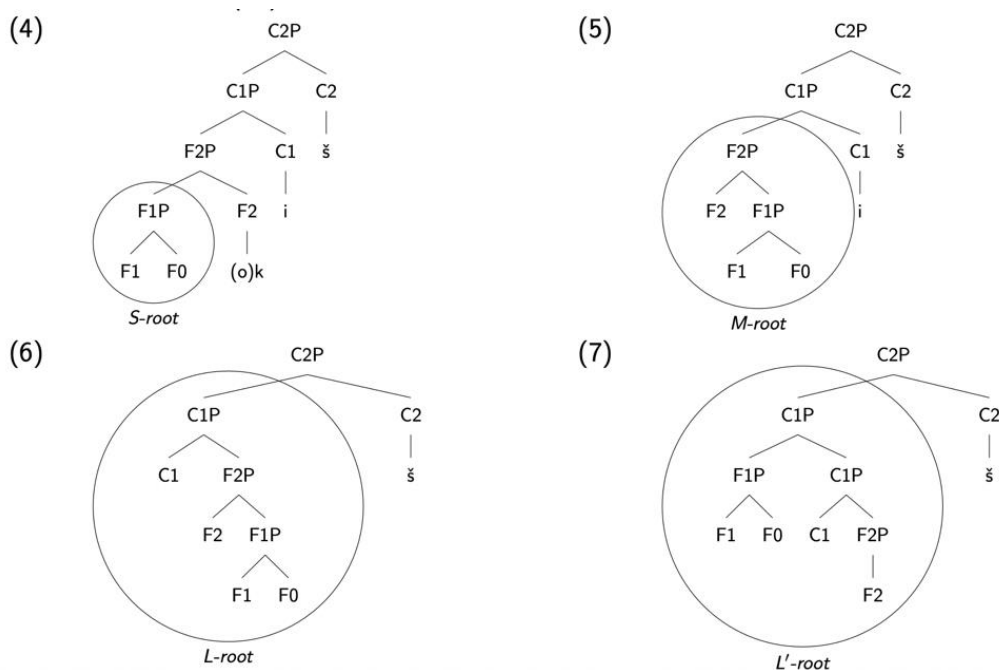 (4)
C2P
C1P C2
F2P C1 š
F1P F2 i
F1 F0 (o)k
S-root
(5)
C2P
C1P C2
F2P C1 š
F2 F1P i
F1 F0
M-root
(6)
C2P
C1P C2
C1 F2P š
F2 F1P
F1 F0
L-root
(7)
C2P
C1P C2
F1P C1P š
F1 F0 C1 F2P
F2
L′-root